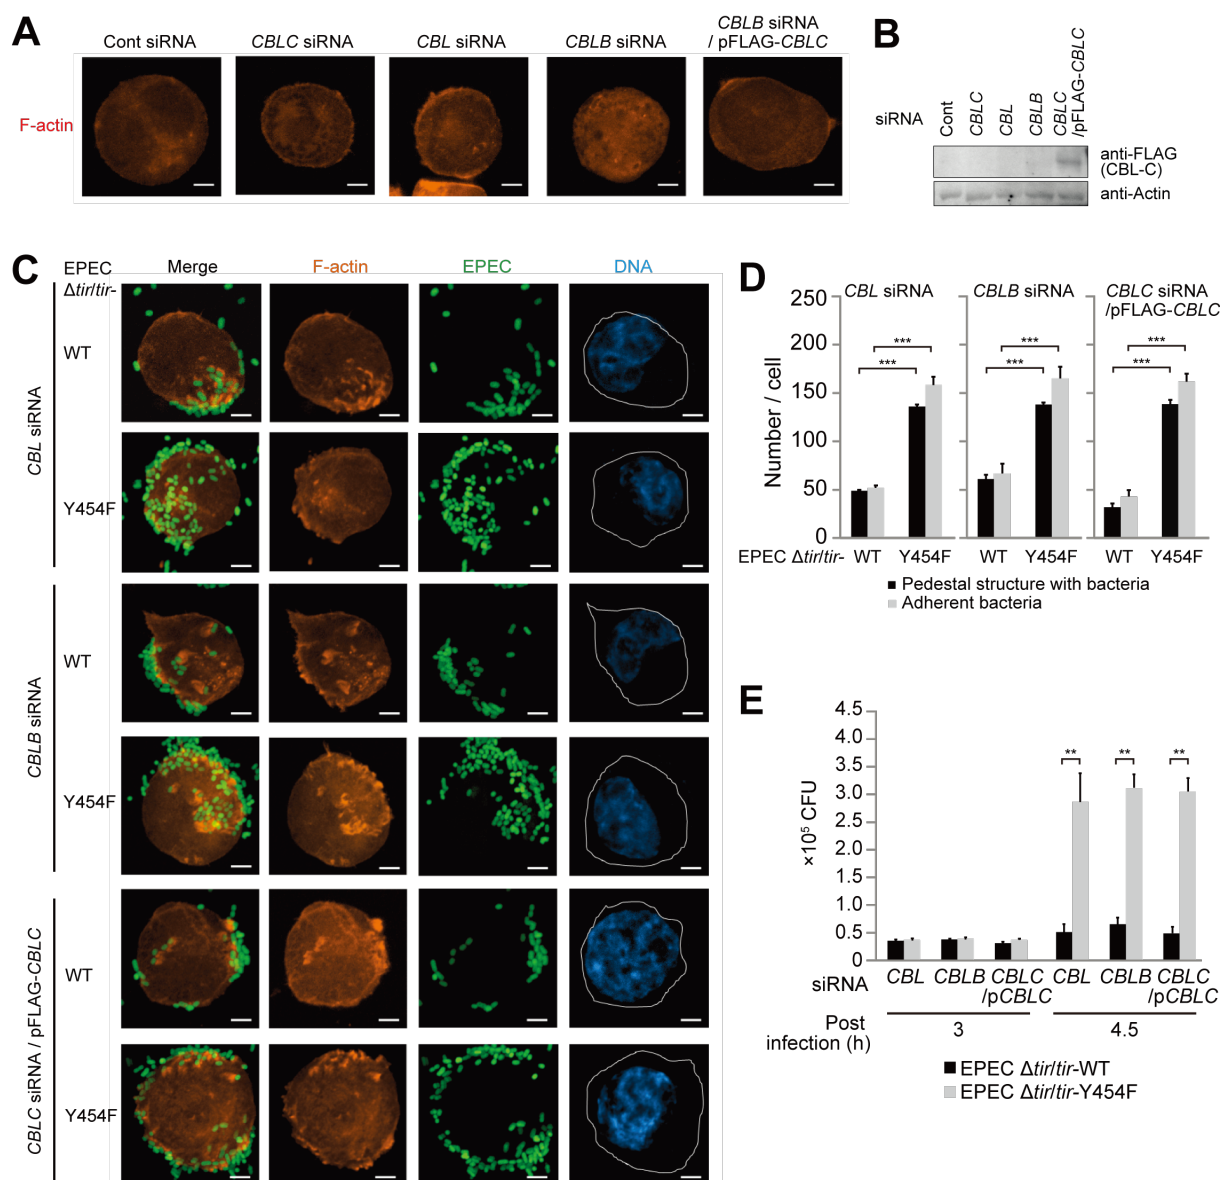 A
Cont siRNA
CBLC siRNA
CBL siRNA
CBLB siRNA
CBLB siRNA
/ pFLAG-CBLC
F-actin
B
siRNA
Cont
CBLC
CBL
CBLB
CBLC
/pFLAG-CBLC
anti-FLAG
(CBL-C)
anti-Actin
C
EPEC
Δtir/tir-
Merge
F-actin
EPEC
DNA
CBL siRNA
WT
Y454F
CBLB siRNA
WT
Y454F
CBLC siRNA / pFLAG-CBLC
WT
Y454F
D
CBL siRNA
CBLB siRNA
CBLC siRNA
/pFLAG-CBLC
Number / cell
250
200
150
100
50
0
***
***
***
***
***
***
EPEC Δtir/tir-
WT
Y454F
WT
Y454F
WT
Y454F
Pedestal structure with bacteria
Adherent bacteria
E
×10⁵ CFU
4.5
4.0
3.5
3.0
2.5
2.0
1.5
1.0
0.5
0
**
**
**
siRNA
CBL
CBLB
CBLC
/pCBLC
CBL
CBLB
CBLC
/pCBLC
Post
infection (h)
3
4.5
EPEC Δtir/tir-WT
EPEC Δtir/tir-Y454F